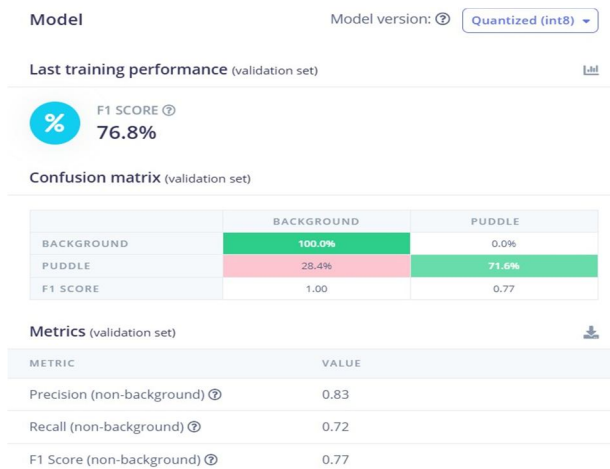 Model Model version: ? Quantized (int8)
Last training performance (validation set)
% F1 SCORE ?
76.8%
Confusion matrix (validation set)
BACKGROUND PUDDLE
BACKGROUND 100.0% 0.0%
PUDDLE 28.4% 71.6%
F1 SCORE 1.00 0.77
Metrics (validation set)
METRIC VALUE
Precision (non-background) ? 0.83
Recall (non-background) ? 0.72
F1 Score (non-background) ? 0.77